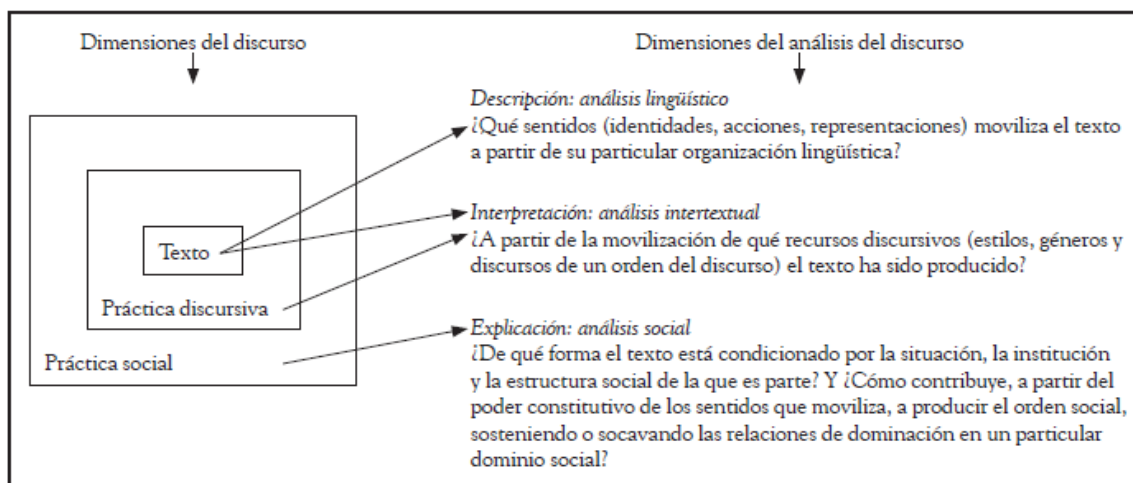 Dimensiones del discurso
Dimensiones del análisis del discurso
Descripción: análisis lingüístico
¿Qué sentidos (identidades, acciones, representaciones) moviliza el texto
a partir de su particular organización lingüística?
Interpretación: análisis intertextual
¿A partir de la movilización de qué recursos discursivos (estilos, géneros y
discursos de un orden del discurso) el texto ha sido producido?
Texto
Práctica discursiva
Práctica social
Explicación: análisis social
¿De qué forma el texto está condicionado por la situación, la institución
y la estructura social de la que es parte? Y ¿Cómo contribuye, a partir del
poder constitutivo de los sentidos que moviliza, a producir el orden social,
sosteniendo o socavando las relaciones de dominación en un particular
dominio social?